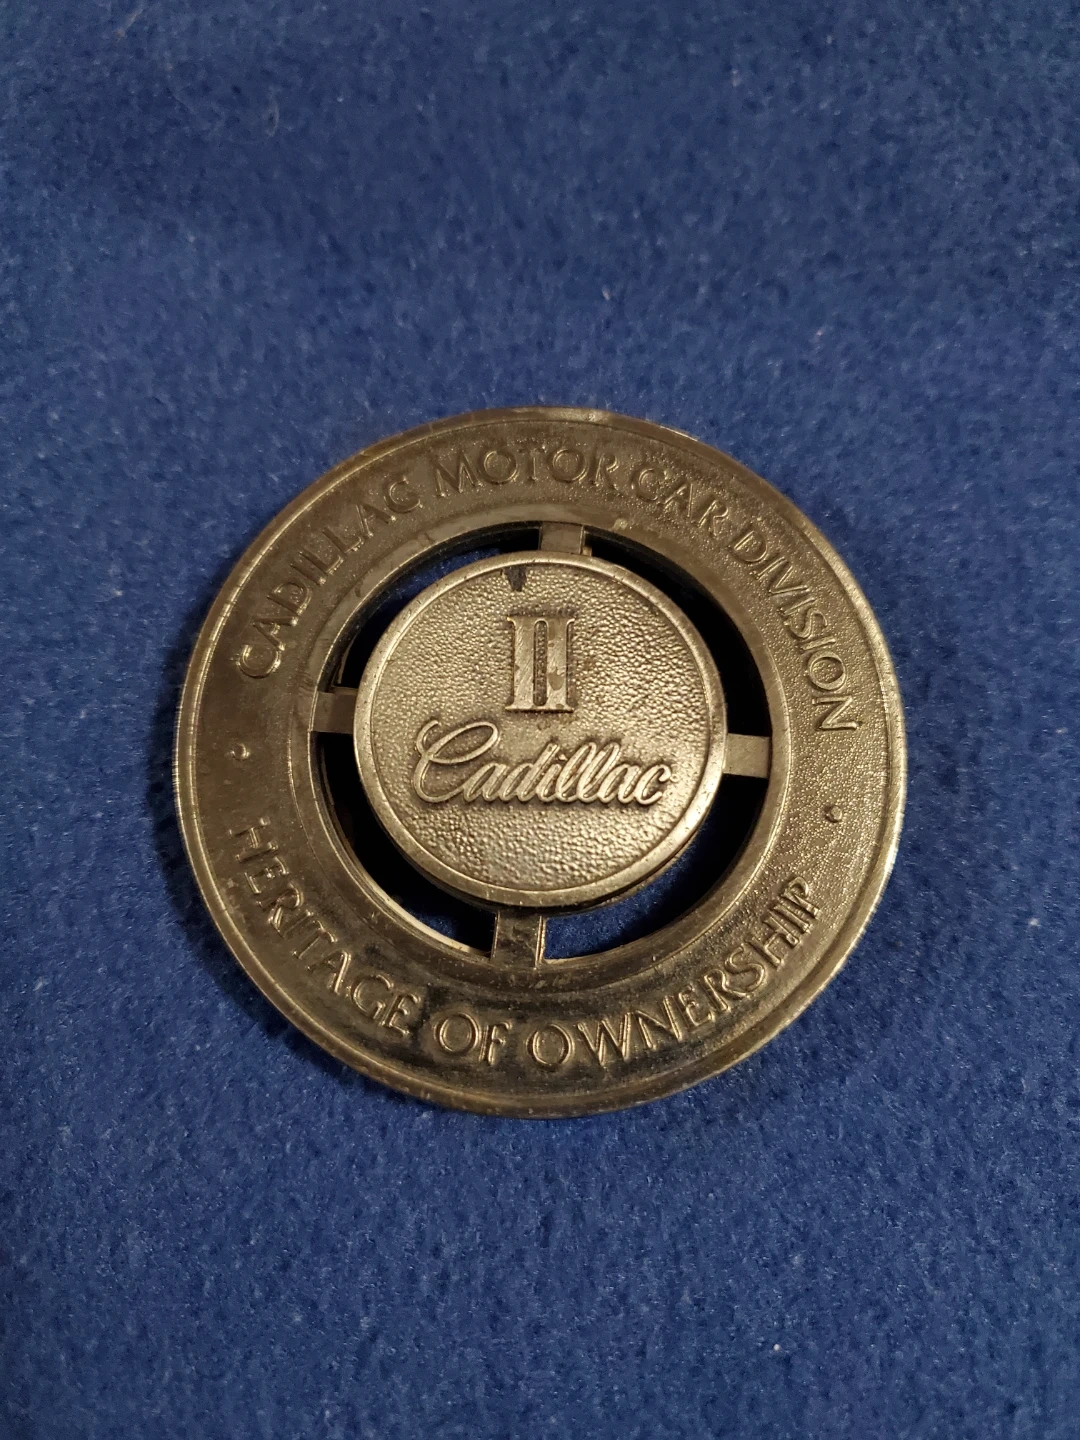 CADILLAC MOTOR CAR DIVISION
II
Cadillac
HERITAGE OF OWNERSHIP